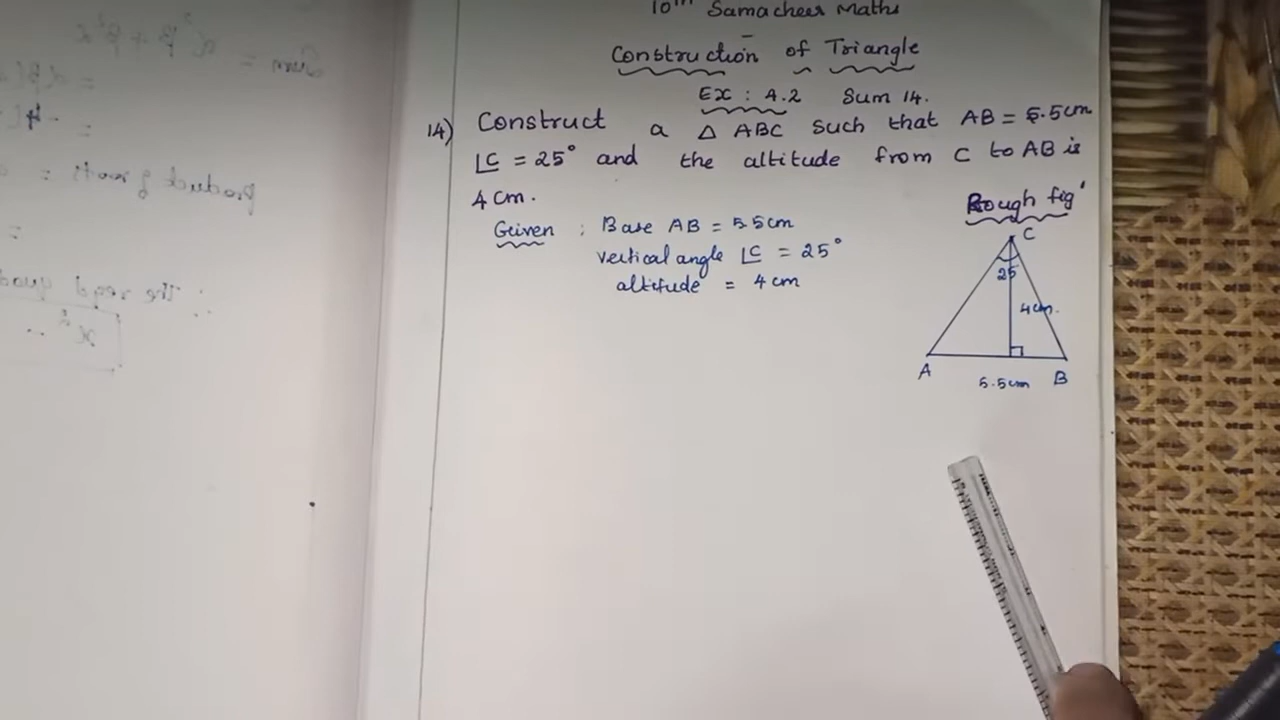 10th Samacheer Maths
Construction of Triangle
EX : 4.2 Sum 14.
14) Construct a △ ABC such that AB = 5.5cm
∠C = 25° and the altitude from C to AB is
4 cm.
Rough fig'
Given : Base AB = 5.5cm
vertical angle ∠C = 25°
altitude = 4 cm
C
25
4cm.
A
B
5.5cm